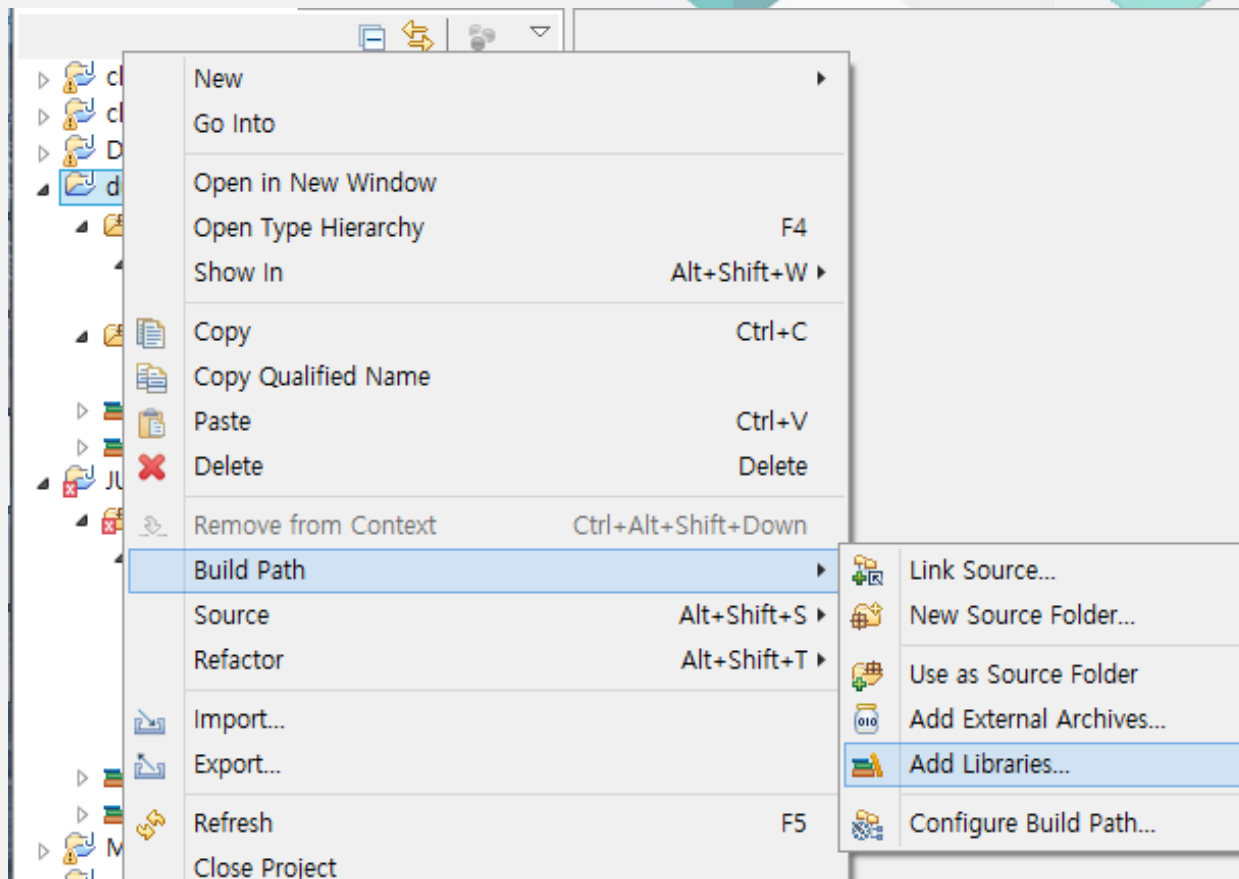 New
Go Into
Open in New Window
Open Type Hierarchy F4
Show In Alt+Shift+W
Copy Ctrl+C
Copy Qualified Name
Paste Ctrl+V
Delete Delete
Remove from Context Ctrl+Alt+Shift+Down
Build Path
Source Alt+Shift+S
Refactor Alt+Shift+T
Import...
Export...
Refresh F5
Close Project
Link Source...
New Source Folder...
Use as Source Folder
Add External Archives...
Add Libraries...
Configure Build Path...